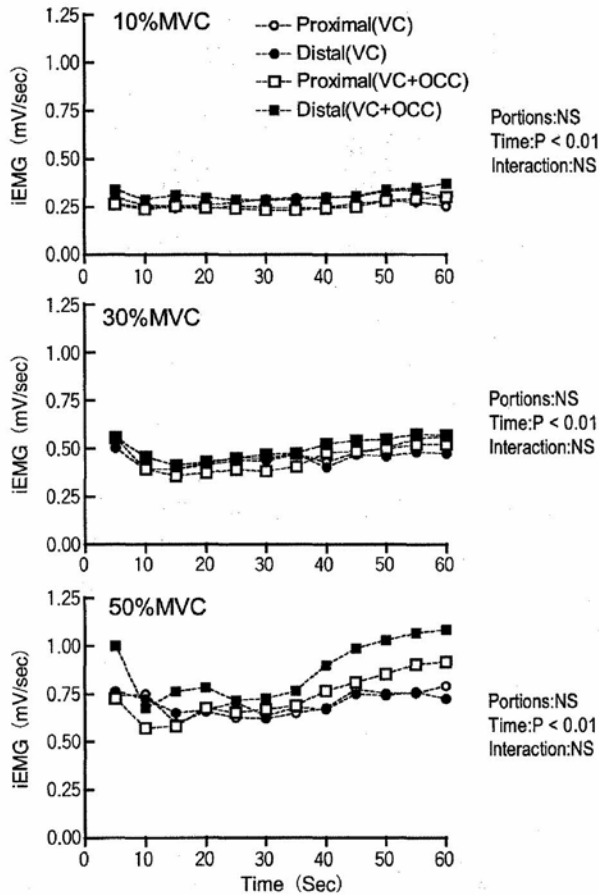 10%MVC
Proximal(VC)
Distal(VC)
Proximal(VC+OCC)
Distal(VC+OCC)
1.25
1.00
0.75
0.50
0.25
0.00
iEMG (mV/sec)
0 10 20 30 40 50 60
Portions:NS
Time:P < 0.01
Interaction:NS
30%MVC
1.25
1.00
0.75
0.50
0.25
0.00
iEMG (mV/sec)
0 10 20 30 40 50 60
Portions:NS
Time:P < 0.01
Interaction:NS
50%MVC
1.25
1.00
0.75
0.50
0.25
0.00
iEMG (mV/sec)
0 10 20 30 40 50 60
Time (Sec)
Portions:NS
Time:P < 0.01
Interaction:NS